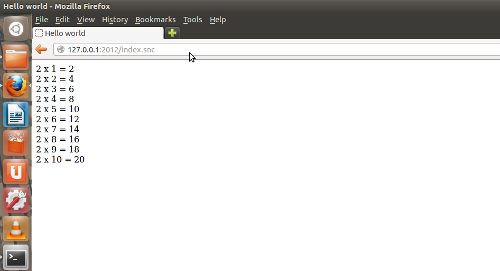 Hello world - Mozilla Firefox
File Edit View History Bookmarks Tools Help
Hello world
127.0.0.1:2012/index.snc
2 x 1 = 2
2 x 2 = 4
2 x 3 = 6
2 x 4 = 8
2 x 5 = 10
2 x 6 = 12
2 x 7 = 14
2 x 8 = 16
2 x 9 = 18
2 x 10 = 20